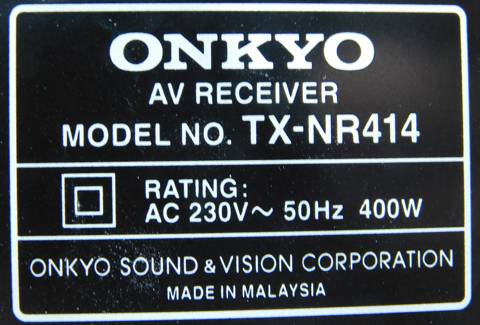 ONKYO
AV RECEIVER
MODEL NO. TX-NR414
RATING:
AC 230V~ 50Hz 400W
ONKYO SOUND & VISION CORPORATION
MADE IN MALAYSIA